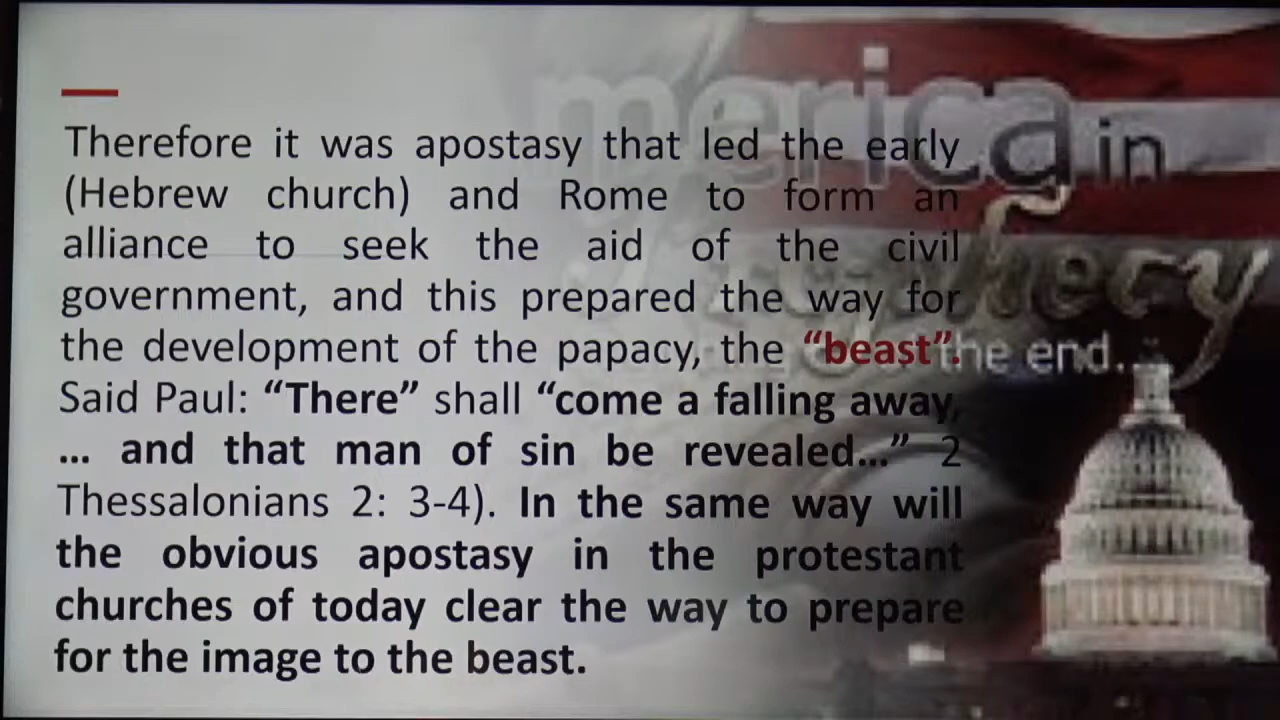 merica in
Prophecy
the end...
Therefore it was apostasy that led the early
(Hebrew church) and Rome to form an
alliance to seek the aid of the civil
government, and this prepared the way for
the development of the papacy, the “beast”.
Said Paul: “There” shall “come a falling away,
... and that man of sin be revealed...” 2
Thessalonians 2: 3-4). In the same way will
the obvious apostasy in the protestant
churches of today clear the way to prepare
for the image to the beast.